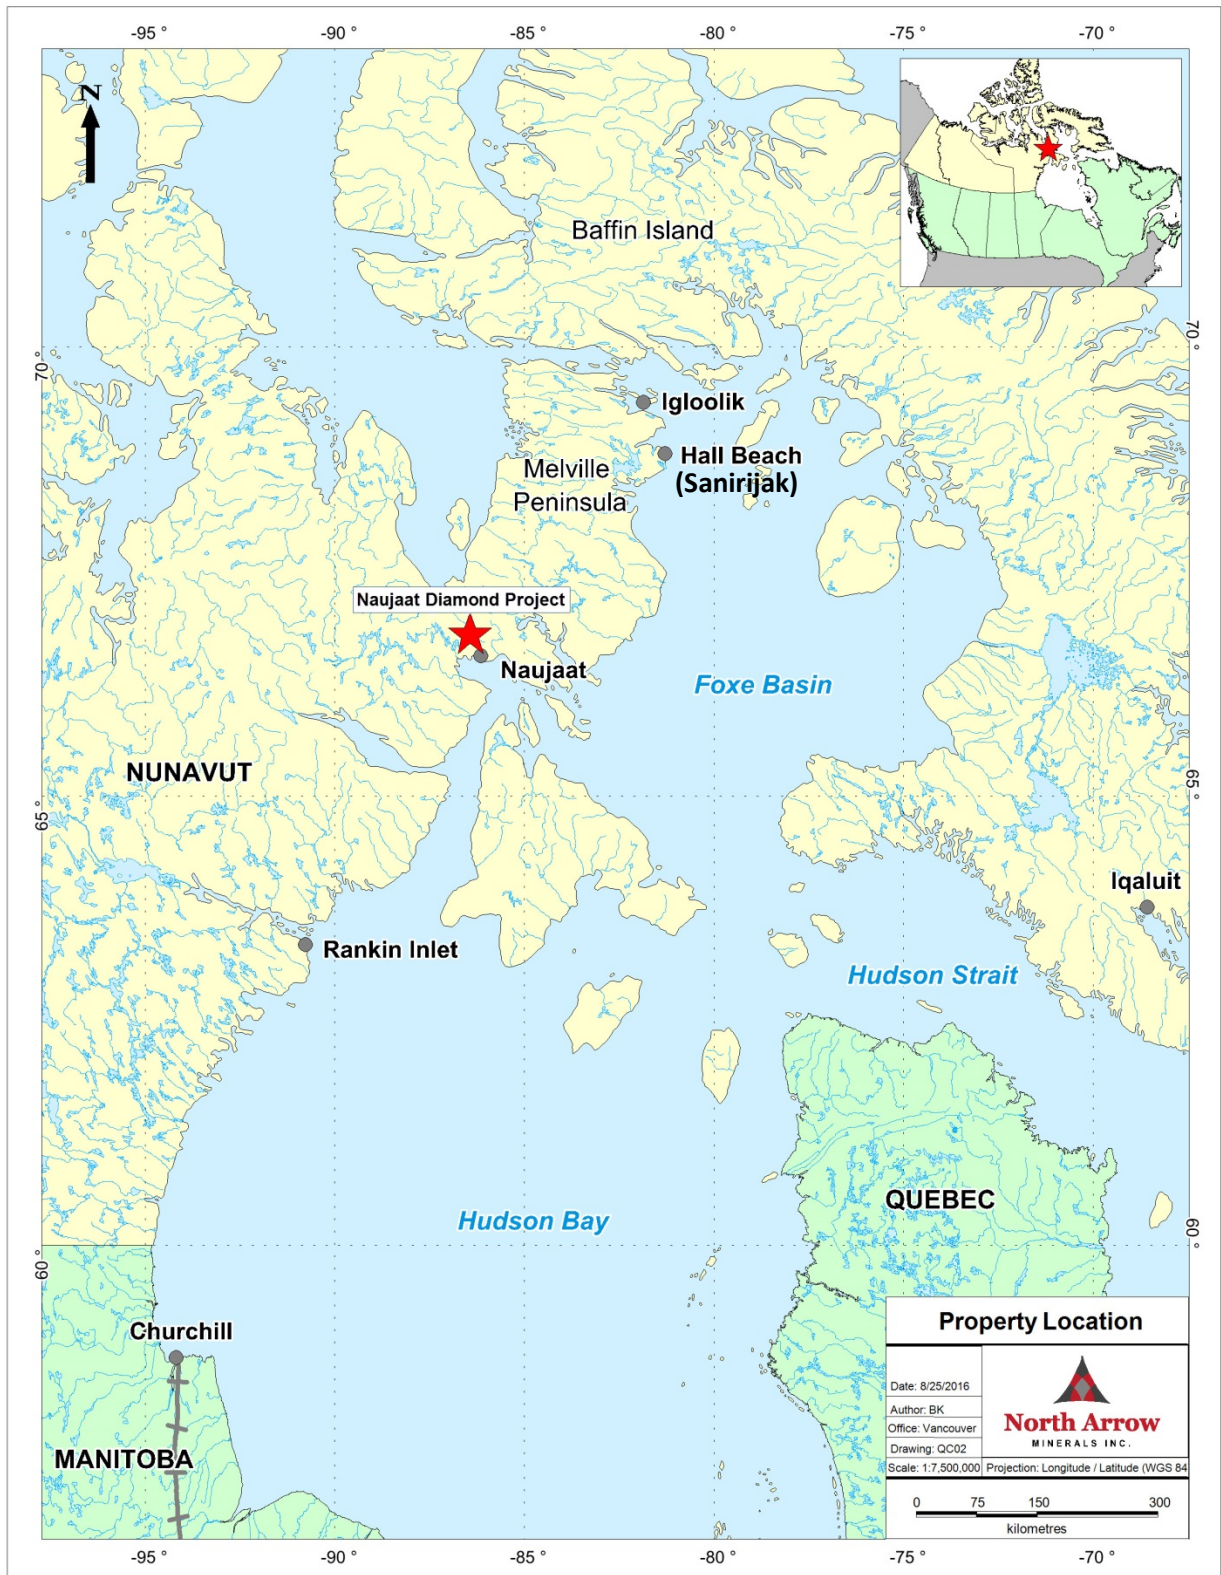 -95 °
-90 °
-85 °
-80 °
-75 °
-70 °
N
Baffin Island
70 °
70 °
Igloolik
Hall Beach
(Sanirijak)
Melville
Peninsula
Naujaat Diamond Project
Naujaat
Foxe Basin
NUNAVUT
65 °
65 °
Iqaluit
Rankin Inlet
Hudson Strait
QUEBEC
Hudson Bay
60 °
60 °
Churchill
MANITOBA
Property Location
Date: 8/25/2016
Author: BK
Office: Vancouver
Drawing: QC02
Scale: 1:7,500,000
North Arrow
MINERALS INC.
Projection: Longitude / Latitude (WGS 84
0 75 150 300
kilometres
-95 °
-90 °
-85 °
-80 °
-75 °
-70 °